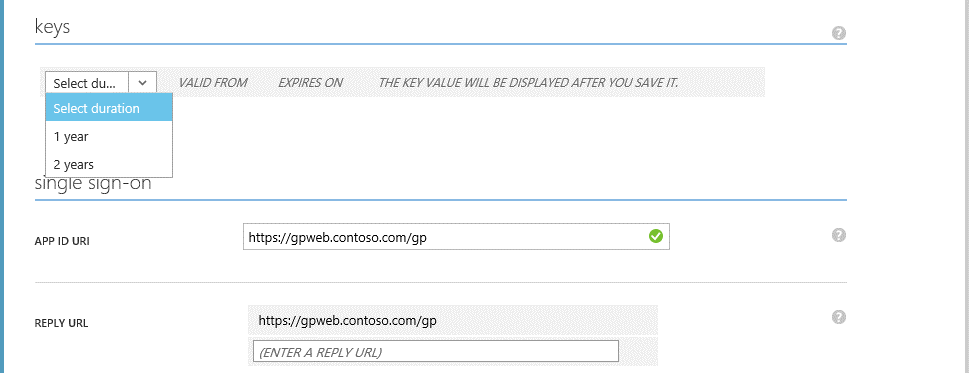 keys
Select du... VALID FROM EXPIRES ON THE KEY VALUE WILL BE DISPLAYED AFTER YOU SAVE IT.
Select duration
1 year
2 years
single sign-on
APP ID URI https://gpweb.contoso.com/gp
REPLY URL https://gpweb.contoso.com/gp
(ENTER A REPLY URL)